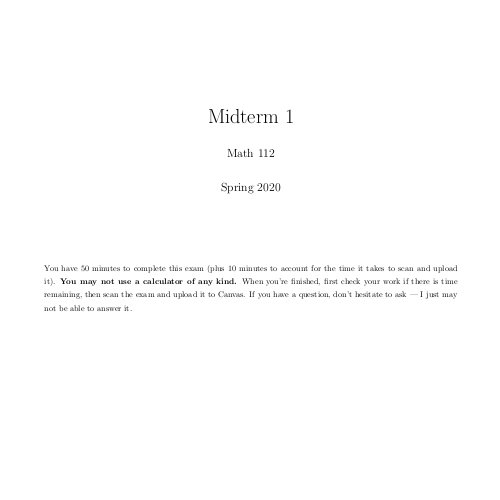 Midterm 1
Math 112
Spring 2020
You have 50 minutes to complete this exam (plus 10 minutes to account for the time it takes to scan and upload
it). You may not use a calculator of any kind. When you're finished, first check your work if there is time
remaining, then scan the exam and upload it to Canvas. If you have a question, don't hesitate to ask — I just may
not be able to answer it.